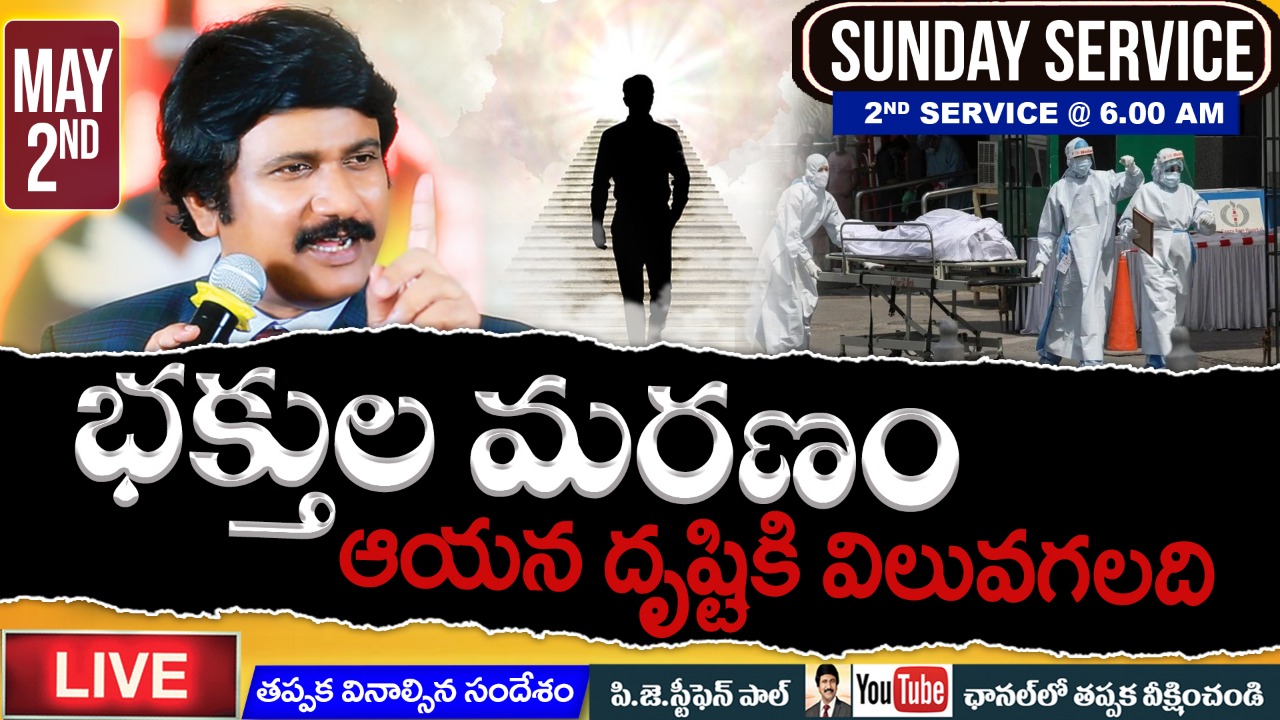 MAY
2ND
SUNDAY SERVICE
2ND SERVICE @ 6.00 AM
భక్తుల మరణం
ఆయన దృష్టికి విలువగలది
LIVE
తప్పక వినాల్సిన సందేశం
పి.జె.స్టీఫెన్ పాల్ YouTube ఛానల్‌లో తప్పక వీక్షించండి